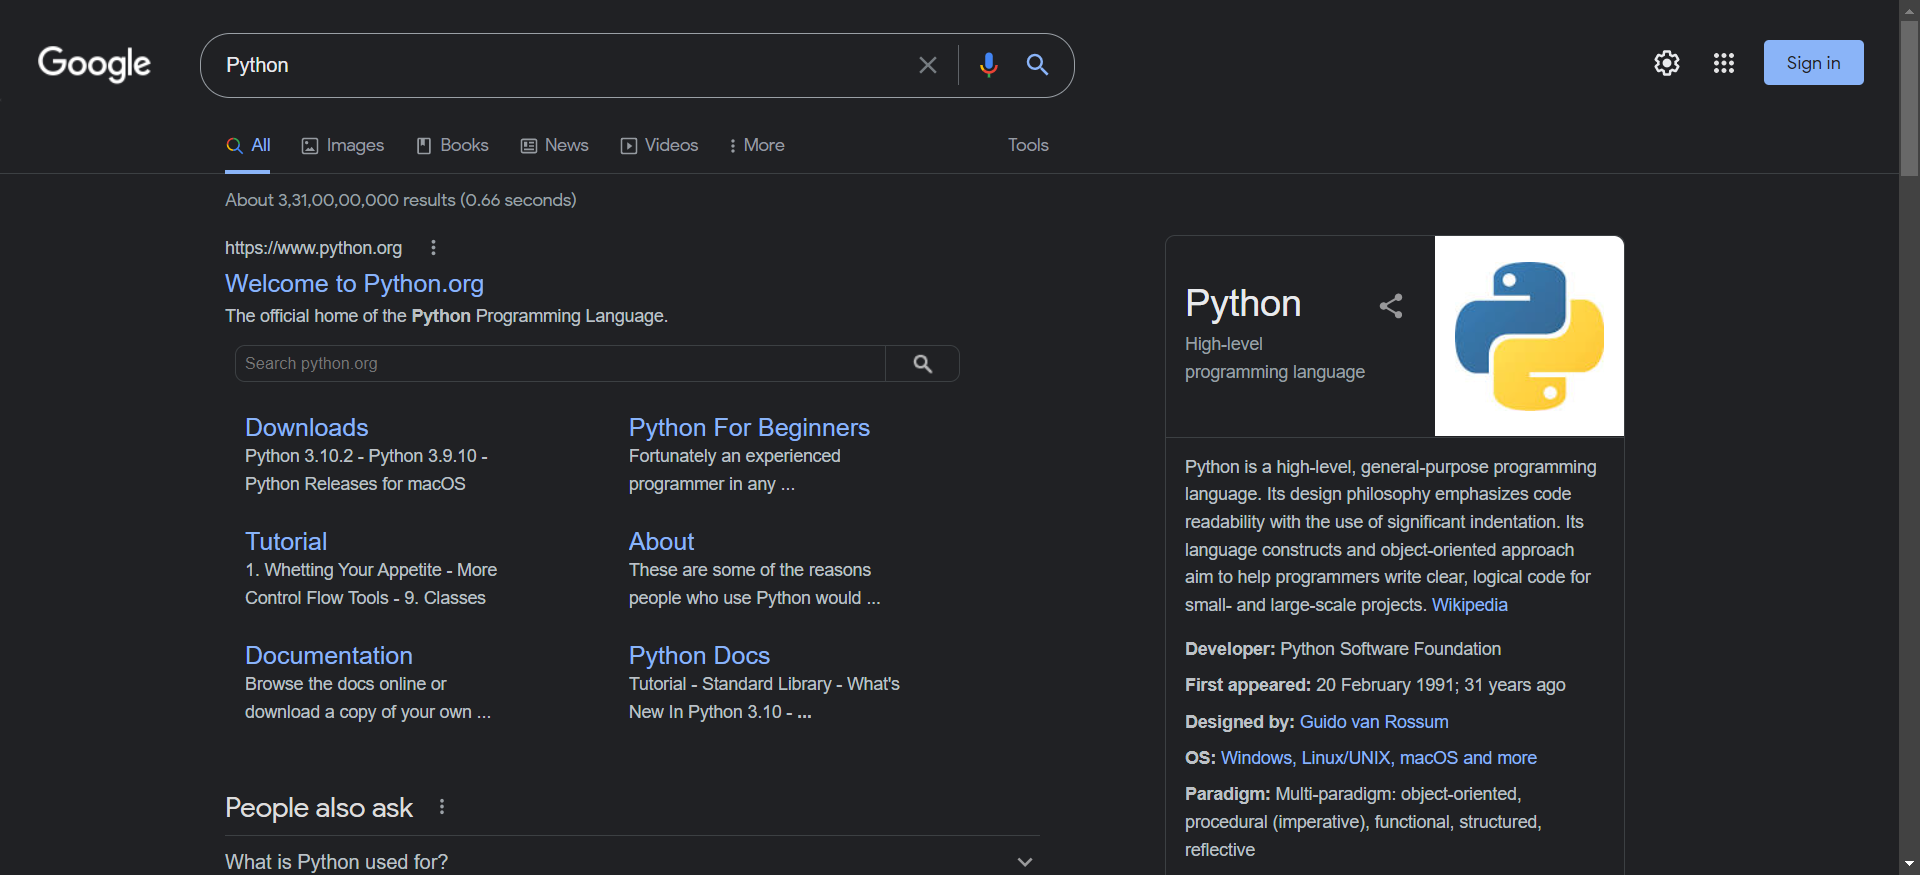 Google
Python
Sign in
All
Images
Books
News
Videos
More
Tools
About 3,31,00,00,000 results (0.66 seconds)
https://www.python.org
Welcome to Python.org
The official home of the Python Programming Language.
Search python.org
Downloads
Python 3.10.2 - Python 3.9.10 -
Python Releases for macOS
Python For Beginners
Fortunately an experienced
programmer in any ...
Tutorial
1. Whetting Your Appetite - More
Control Flow Tools - 9. Classes
About
These are some of the reasons
people who use Python would ...
Documentation
Browse the docs online or
download a copy of your own ...
Python Docs
Tutorial - Standard Library - What's
New In Python 3.10 - ...
People also ask
What is Python used for?
Python
High-level
programming language
Python is a high-level, general-purpose programming
language. Its design philosophy emphasizes code
readability with the use of significant indentation. Its
language constructs and object-oriented approach
aim to help programmers write clear, logical code for
small- and large-scale projects. Wikipedia
Developer: Python Software Foundation
First appeared: 20 February 1991; 31 years ago
Designed by: Guido van Rossum
OS: Windows, Linux/UNIX, macOS and more
Paradigm: Multi-paradigm: object-oriented,
procedural (imperative), functional, structured,
reflective